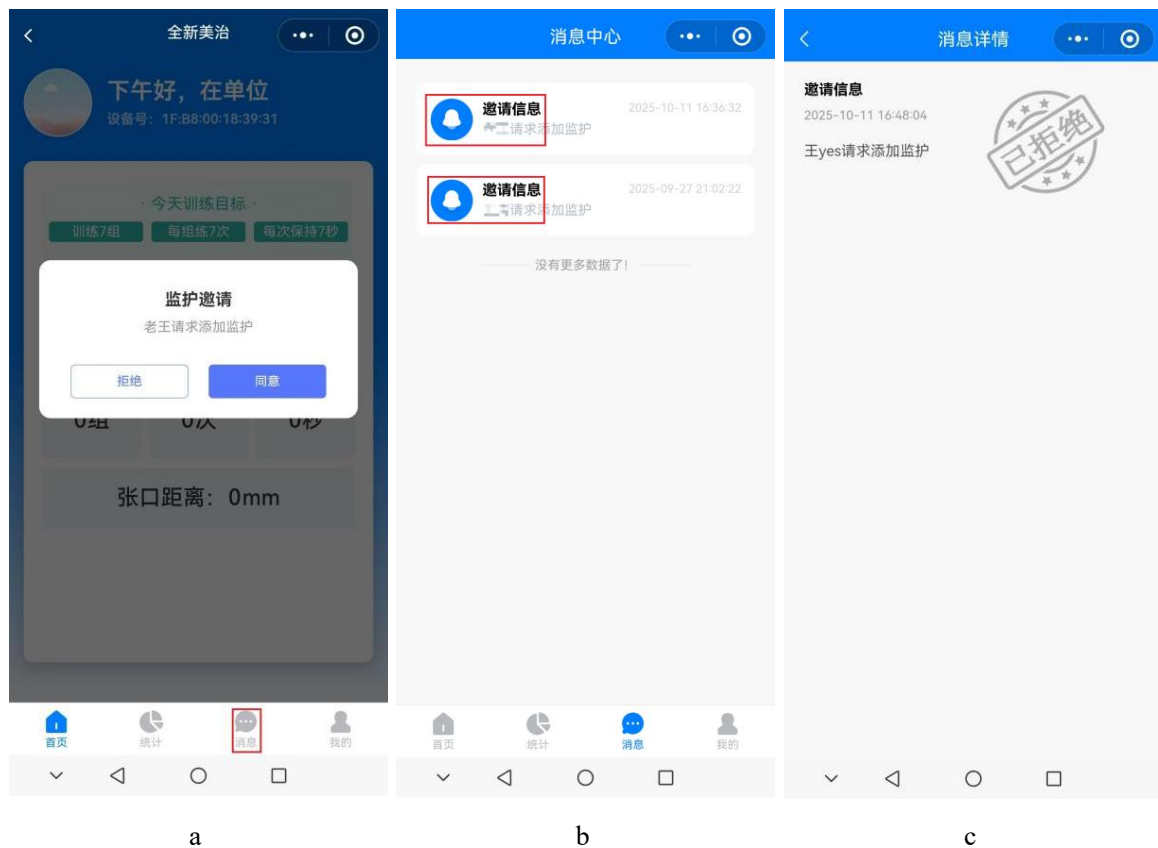 全新美治
下午好，在单位
设备号：1F:B8:00:18:39:31
· 今天训练目标 ·
训练7组 每组练7次 每次保持7秒
监护邀请
老王请求添加监护
拒绝 同意
0组 0次 0秒
张口距离：0mm
首页 统计 消息 我的
a
消息中心
邀请信息 2025-10-11 16:36:32
请求添加监护
邀请信息 2025-09-27 21:02:22
请求添加监护
没有更多数据了!
首页 统计 消息 我的
b
消息详情
邀请信息
2025-10-11 16:48:04
王yes请求添加监护
已拒绝
c